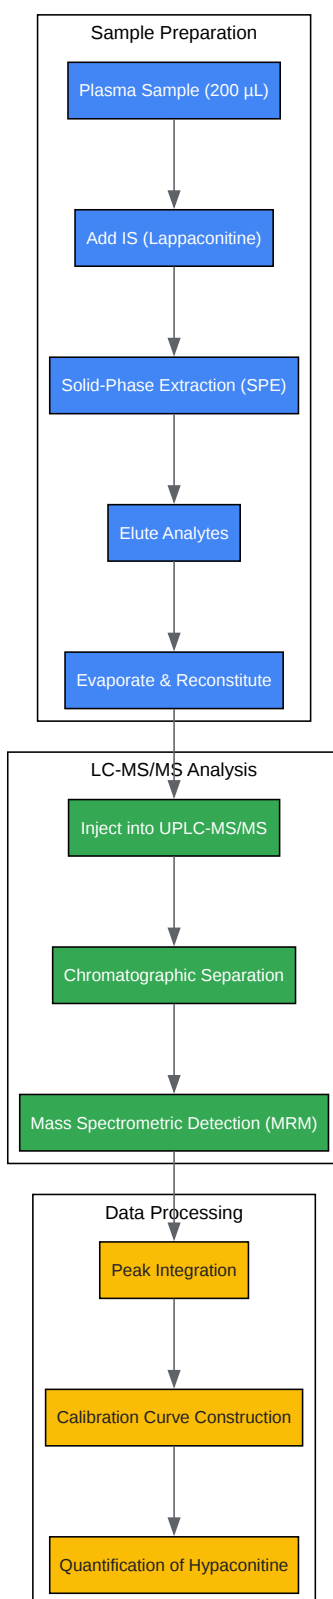 Sample Preparation
Plasma Sample (200 µL)
Add IS (Lappaconitine)
Solid-Phase Extraction (SPE)
Elute Analytes
Evaporate & Reconstitute
LC-MS/MS Analysis
Inject into UPLC-MS/MS
Chromatographic Separation
Mass Spectrometric Detection (MRM)
Data Processing
Peak Integration
Calibration Curve Construction
Quantification of Hypaconitine